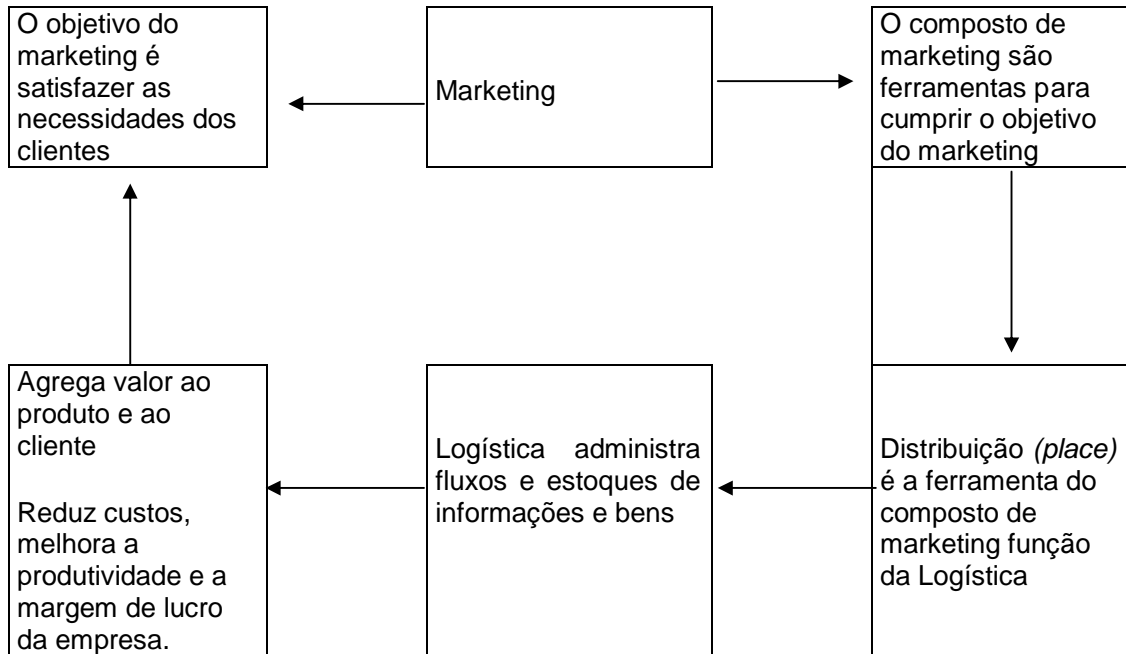 O objetivo do
marketing é
satisfazer as
necessidades dos
clientes
Marketing
O composto de
marketing são
ferramentas para
cumprir o objetivo
do marketing
Agrega valor ao
produto e ao
cliente
Reduz custos,
melhora a
produtividade e a
margem de lucro
da empresa.
Logística administra
fluxos e estoques de
informações e bens
Distribuição (place)
é a ferramenta do
composto de
marketing função
da Logística